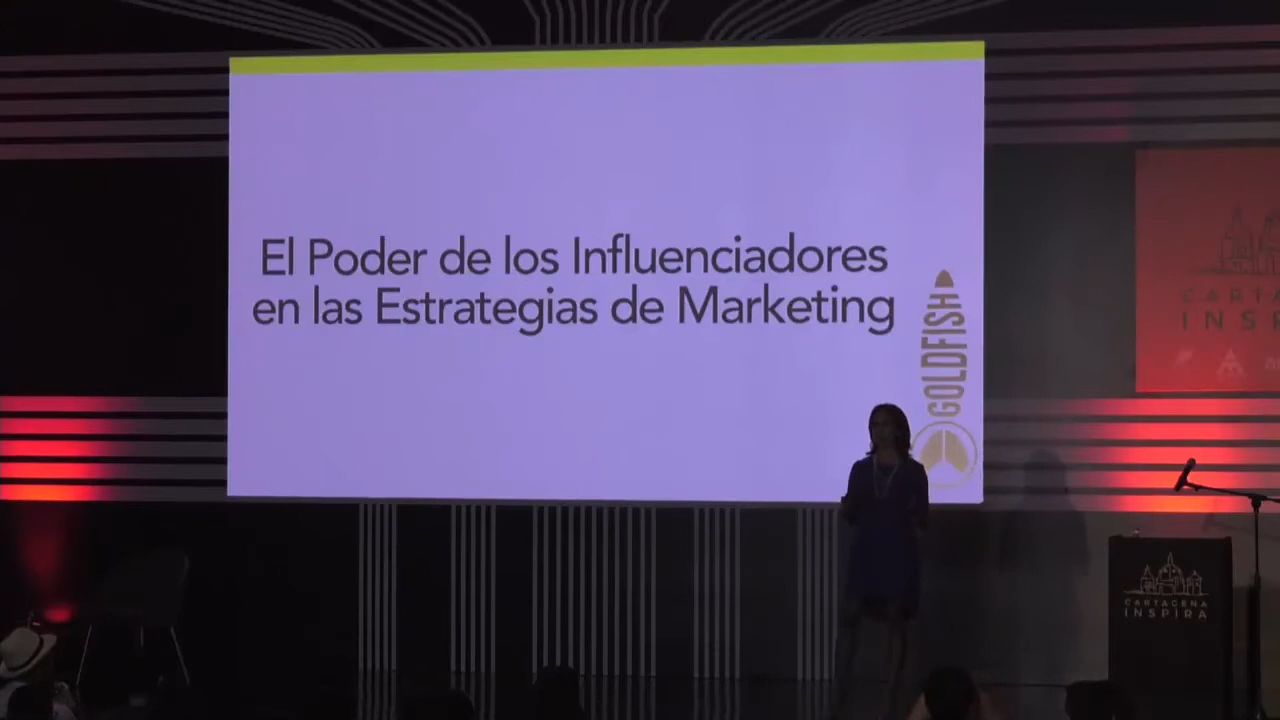 El Poder de los Influenciadores
en las Estrategias de Marketing
GOLDFISH
CARTAGENA
INSPIRA